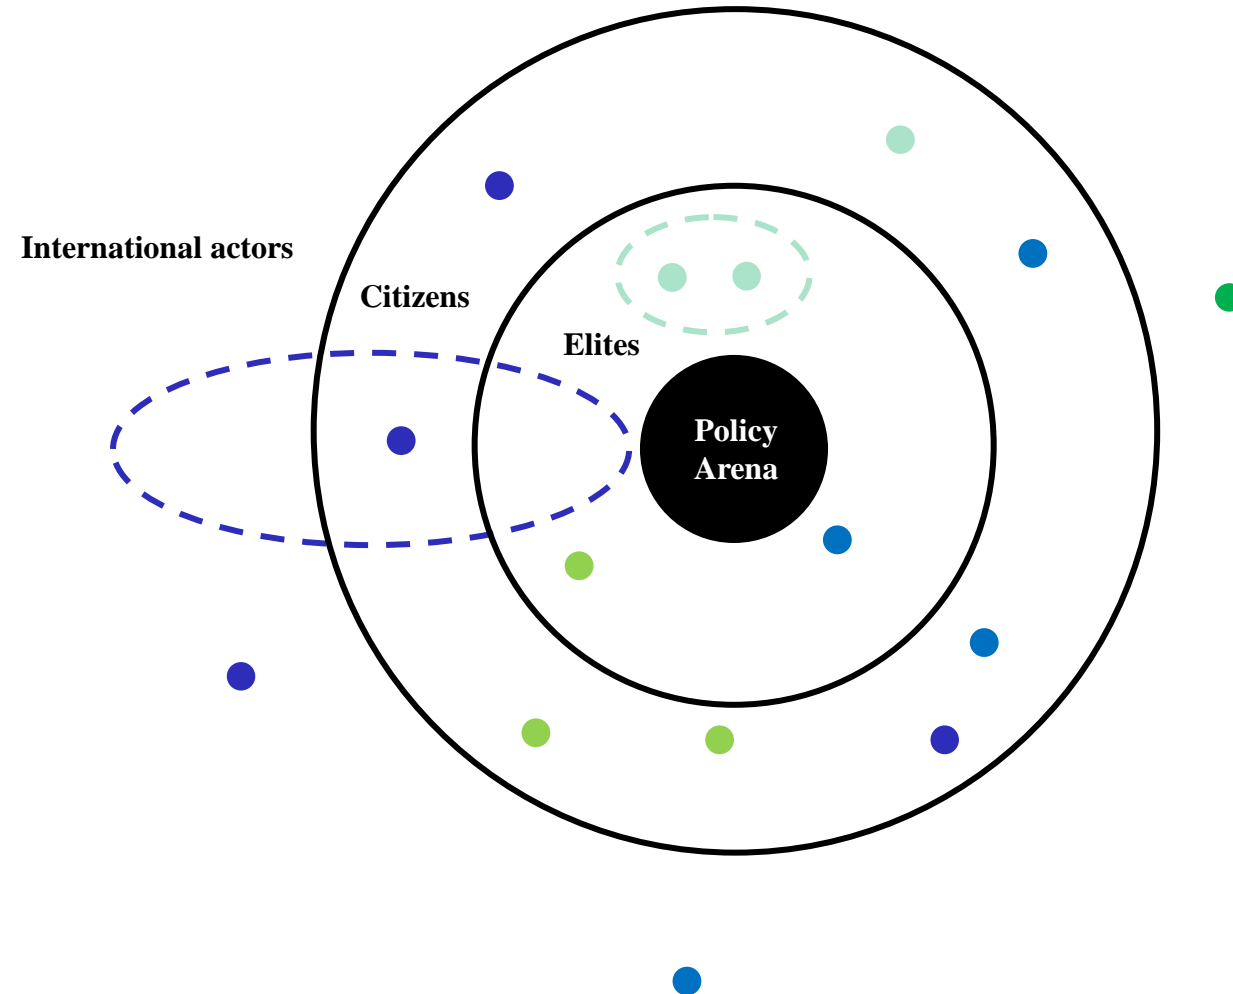 International actors
Citizens
Elites
Policy
Arena